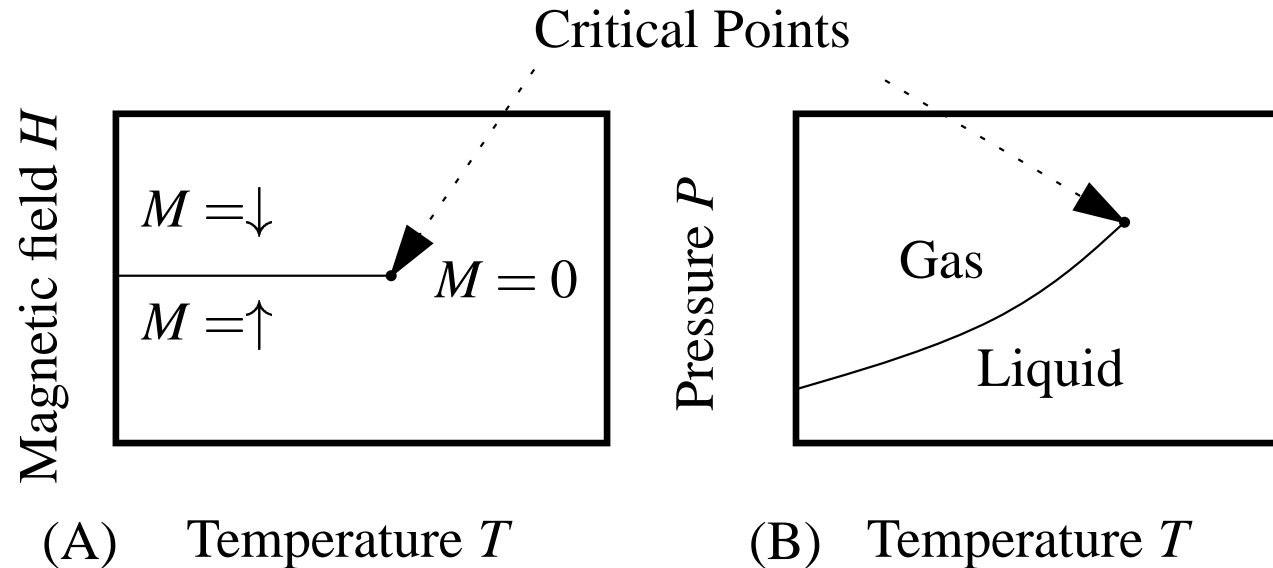 Critical Points
Magnetic field H
M =↓
M =↑
M = 0
(A) Temperature T
Pressure P
Gas
Liquid
(B) Temperature T